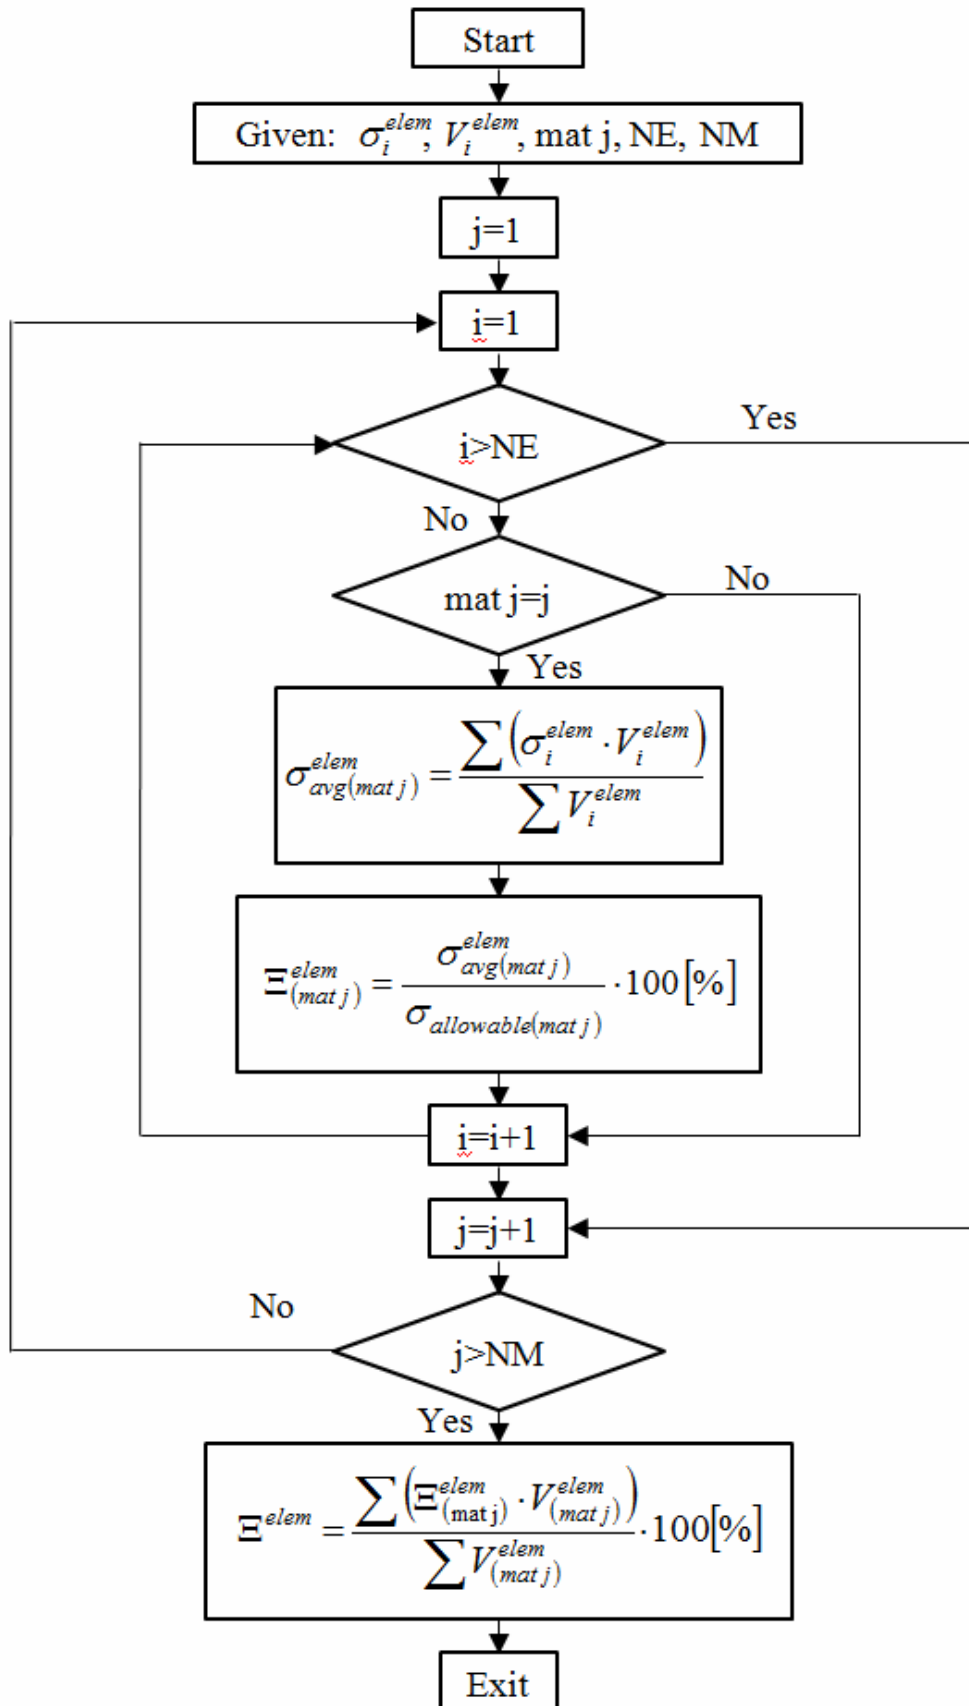 Start
Given: σ_i^elem, V_i^elem, mat j, NE, NM
j=1
i=1
Yes
i>NE
No
mat j=j
No
Yes
σ_avg(mat j)^elem = ∑(σ_i^elem · V_i^elem) / ∑V_i^elem
Ξ_(mat j)^elem = σ_avg(mat j)^elem / σ_allowable(mat j) · 100[%]
i=i+1
j=j+1
No
j>NM
Yes
Ξ^elem = ∑(Ξ_(mat j)^elem · V_(mat j)^elem) / ∑V_(mat j)^elem · 100[%]
Exit